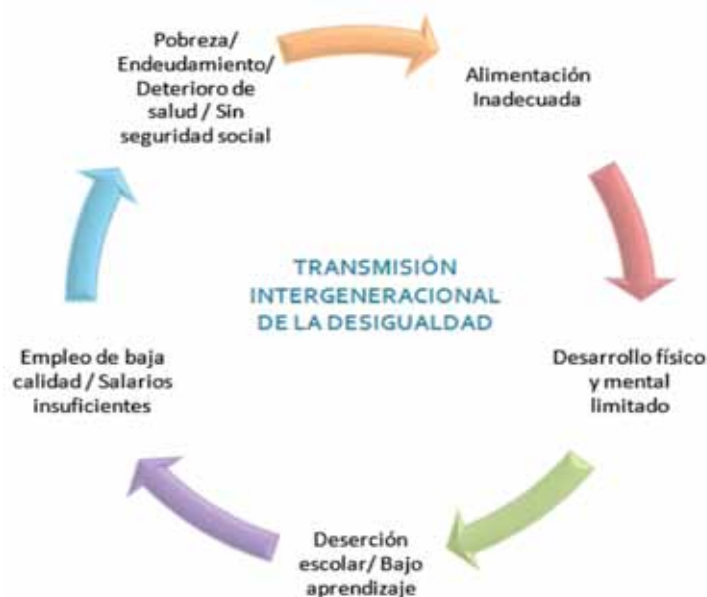 Pobreza/
Endeudamiento/
Deterioro de
salud / Sin
seguridad social
Alimentación
Inadecuada
TRANSMISIÓN
INTERGENERACIONAL
DE LA DESIGUALDAD
Desarrollo físico
y mental
limitado
Deserción
escolar/ Bajo
aprendizaje
Empleo de baja
calidad / Salarios
insuficientes